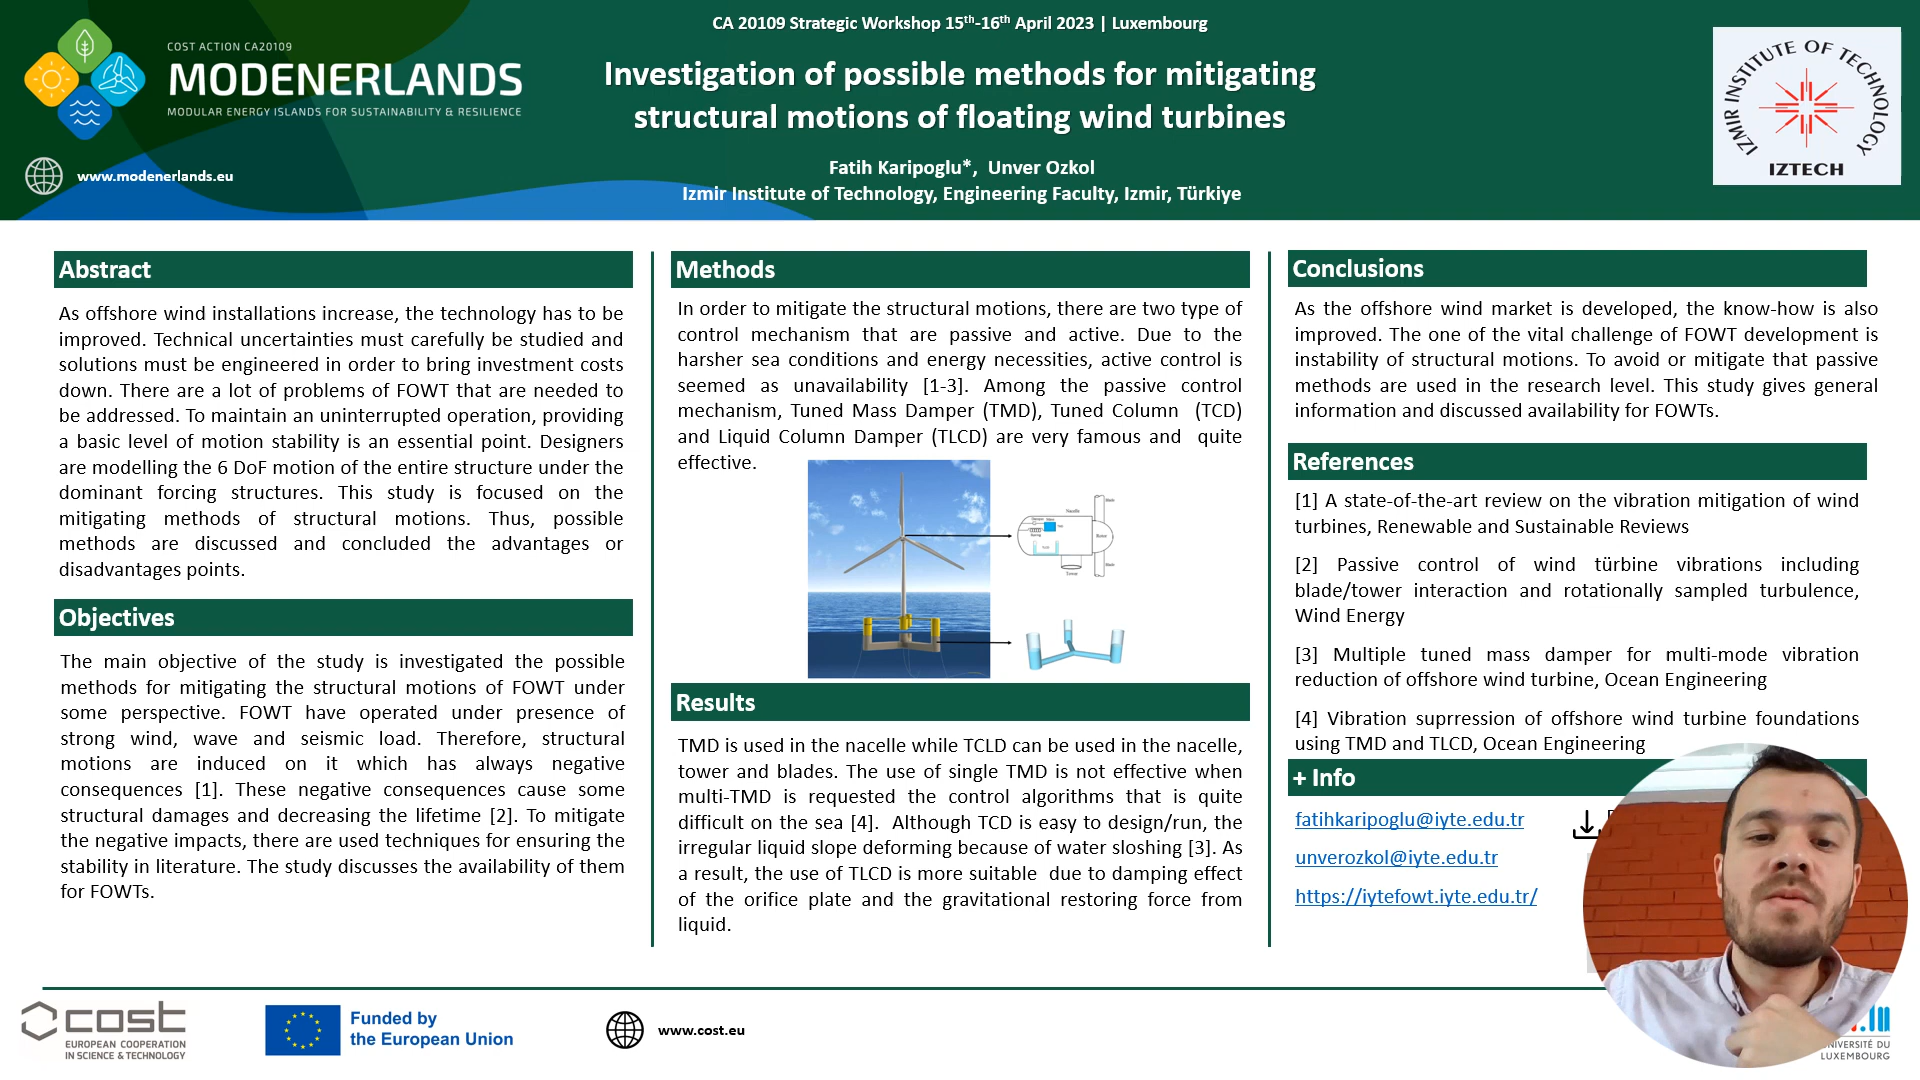 CA 20109 Strategic Workshop 15th-16th April 2023 | Luxembourg
COST ACTION CA20109
MODENERLANDS
MODULAR ENERGY ISLANDS FOR SUSTAINABILITY & RESILIENCE
www.modenerlands.eu
Investigation of possible methods for mitigating
structural motions of floating wind turbines
Fatih Karipoglu*, Unver Ozkol
Izmir Institute of Technology, Engineering Faculty, Izmir, Türkiye
IZMIR INSTITUTE OF TECHNOLOGY
IZTECH
Abstract
As offshore wind installations increase, the technology has to be
improved. Technical uncertainties must carefully be studied and
solutions must be engineered in order to bring investment costs
down. There are a lot of problems of FOWT that are needed to
be addressed. To maintain an uninterrupted operation, providing
a basic level of motion stability is an essential point. Designers
are modelling the 6 DoF motion of the entire structure under the
dominant forcing structures. This study is focused on the
mitigating methods of structural motions. Thus, possible
methods are discussed and concluded the advantages or
disadvantages points.
Objectives
The main objective of the study is investigated the possible
methods for mitigating the structural motions of FOWT under
some perspective. FOWT have operated under presence of
strong wind, wave and seismic load. Therefore, structural
motions are induced on it which has always negative
consequences [1]. These negative consequences cause some
structural damages and decreasing the lifetime [2]. To mitigate
the negative impacts, there are used techniques for ensuring the
stability in literature. The study discusses the availability of them
for FOWTs.
Methods
In order to mitigate the structural motions, there are two type of
control mechanism that are passive and active. Due to the
harsher sea conditions and energy necessities, active control is
seemed as unavailability [1-3]. Among the passive control
mechanism, Tuned Mass Damper (TMD), Tuned Column (TCD)
and Liquid Column Damper (TLCD) are very famous and quite
effective.
Nacelle
Blade
Rotor
Tower
Blade
Results
TMD is used in the nacelle while TCLD can be used in the nacelle,
tower and blades. The use of single TMD is not effective when
multi-TMD is requested the control algorithms that is quite
difficult on the sea [4]. Although TCD is easy to design/run, the
irregular liquid slope deforming because of water sloshing [3]. As
a result, the use of TLCD is more suitable due to damping effect
of the orifice plate and the gravitational restoring force from
liquid.
Conclusions
As the offshore wind market is developed, the know-how is also
improved. The one of the vital challenge of FOWT development is
instability of structural motions. To avoid or mitigate that passive
methods are used in the research level. This study gives general
information and discussed availability for FOWTs.
References
[1] A state-of-the-art review on the vibration mitigation of wind
turbines, Renewable and Sustainable Reviews
[2] Passive control of wind türbine vibrations including
blade/tower interaction and rotationally sampled turbulence,
Wind Energy
[3] Multiple tuned mass damper for multi-mode vibration
reduction of offshore wind turbine, Ocean Engineering
[4] Vibration suprression of offshore wind turbine foundations
using TMD and TLCD, Ocean Engineering
+ Info
fatihkaripoglu@iyte.edu.tr
unverozkol@iyte.edu.tr
https://iytefowt.iyte.edu.tr/
cost
EUROPEAN COOPERATION
IN SCIENCE & TECHNOLOGY
Funded by
the European Union
www.cost.eu
UNIVERSITÉ DU
LUXEMBOURG